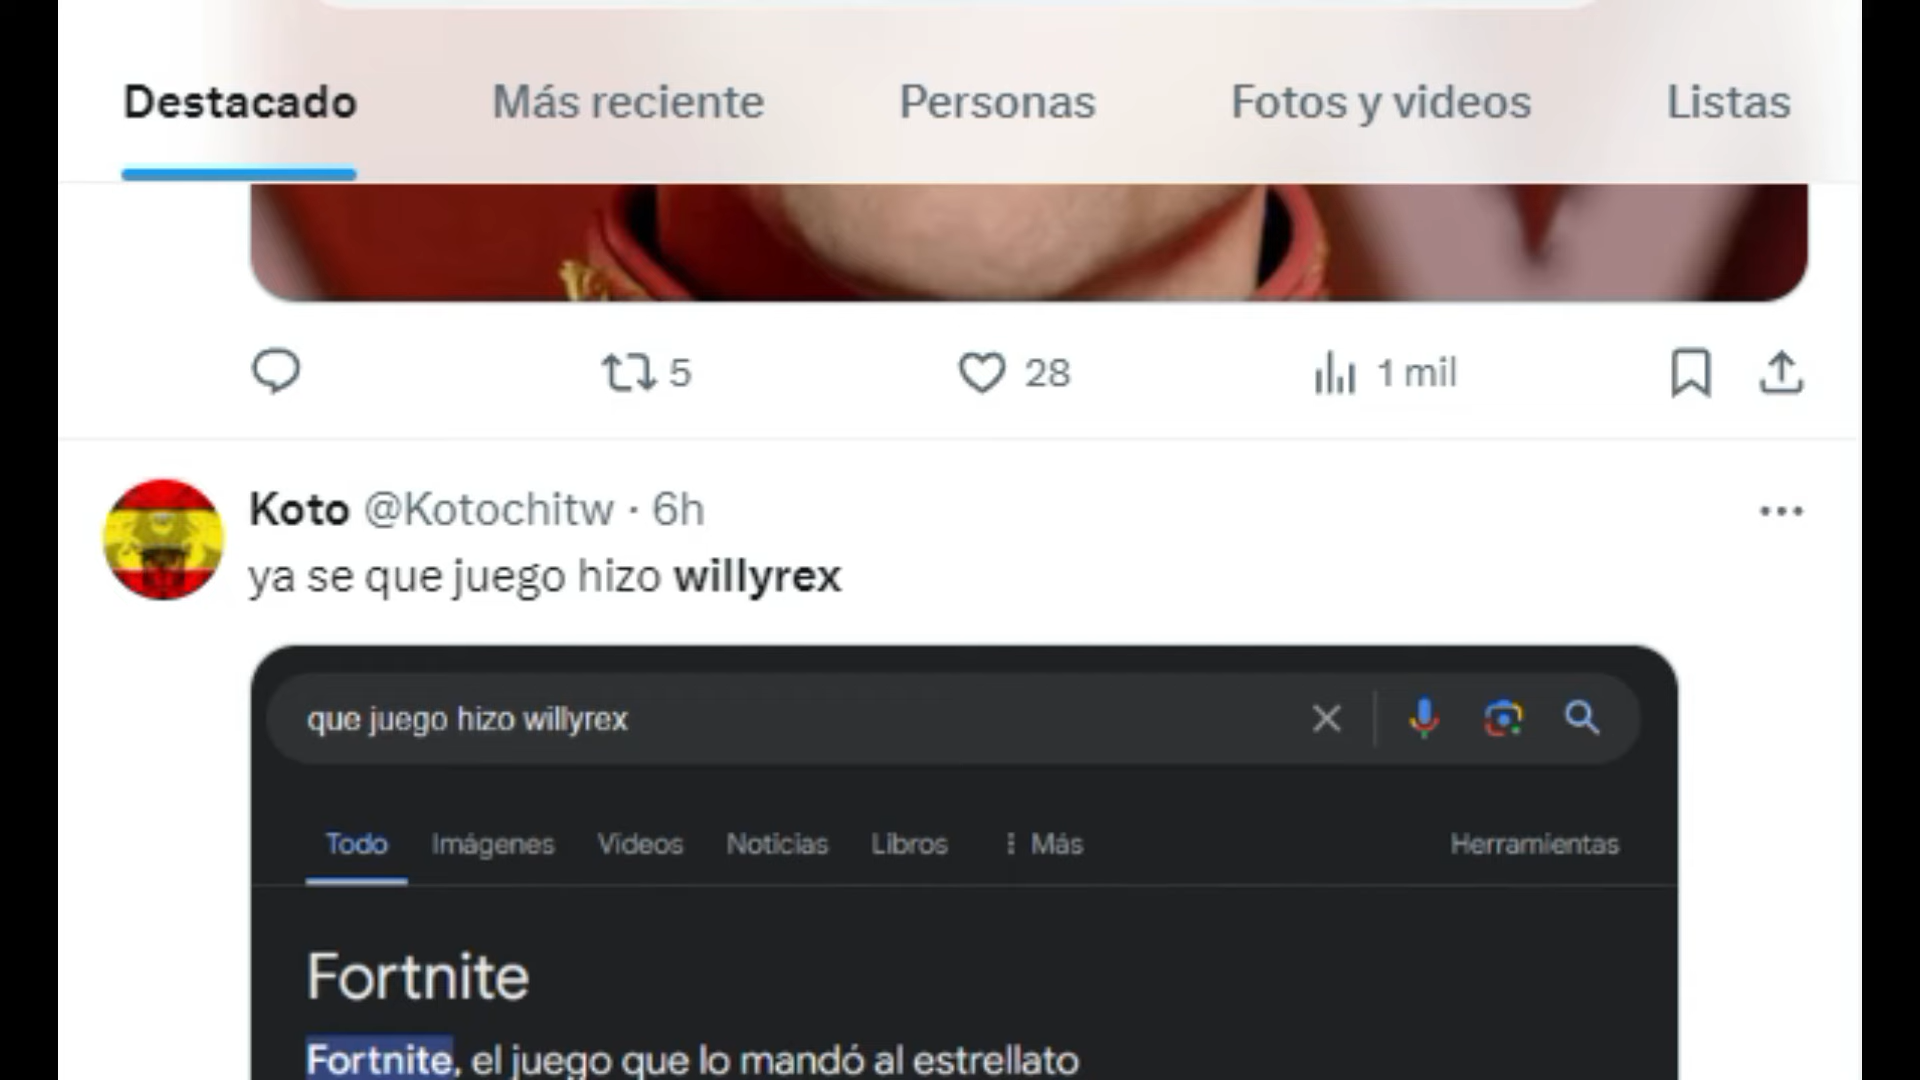 Destacado Más reciente Personas Fotos y videos Listas
5 28 1 mil
Koto @Kotochitw · 6h
ya se que juego hizo willyrex
que juego hizo willyrex
Todo Imágenes Vídeos Noticias Libros Más Herramientas
Fortnite
Fortnite, el juego que lo mandó al estrellato